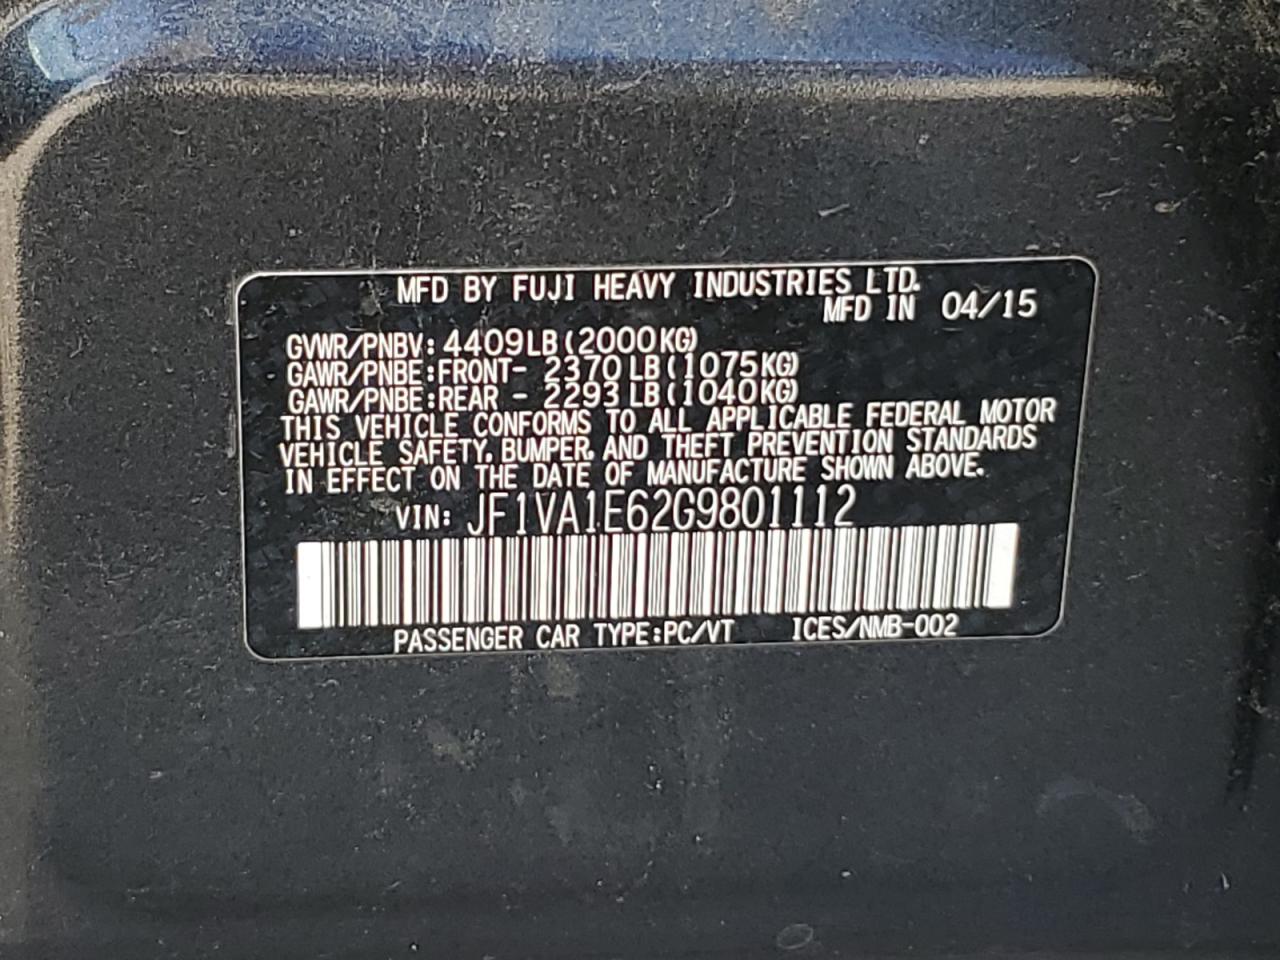 MFD BY FUJI HEAVY INDUSTRIES LTD.
MFD IN 04/15
GVWR/PNBV: 4409LB(2000KG)
GAWR/PNBE:FRONT- 2370LB(1075KG)
GAWR/PNBE:REAR - 2293LB(1040KG)
THIS VEHICLE CONFORMS TO ALL APPLICABLE FEDERAL MOTOR
VEHICLE SAFETY, BUMPER, AND THEFT PREVENTION STANDARDS
IN EFFECT ON THE DATE OF MANUFACTURE SHOWN ABOVE.
VIN: JF1VA1E62G9801112
PASSENGER CAR TYPE:PC/VT ICES/NMB-002